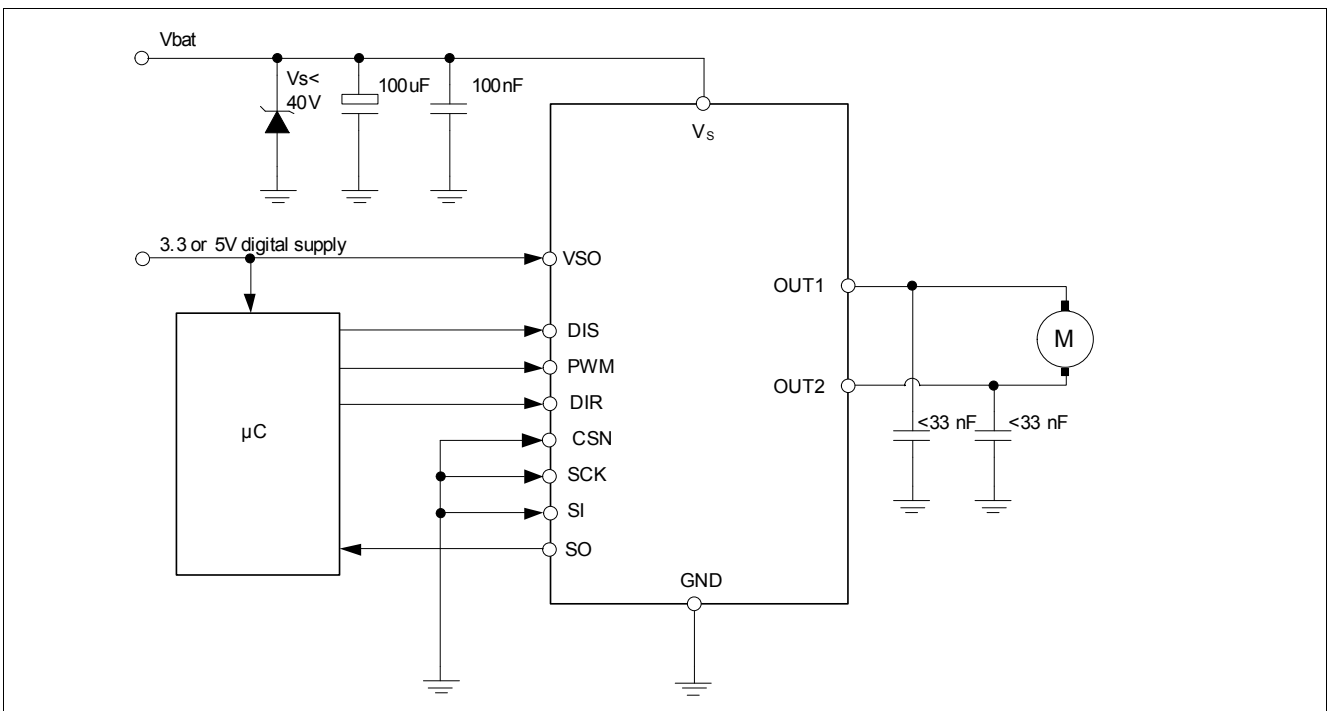 Vbat
Vs<
40V
100uF
100nF
Vs
3.3 or 5V digital supply
VSO
OUT1
DIS
M
PWM
OUT2
DIR
µC
<33 nF
<33 nF
CSN
SCK
SI
SO
GND